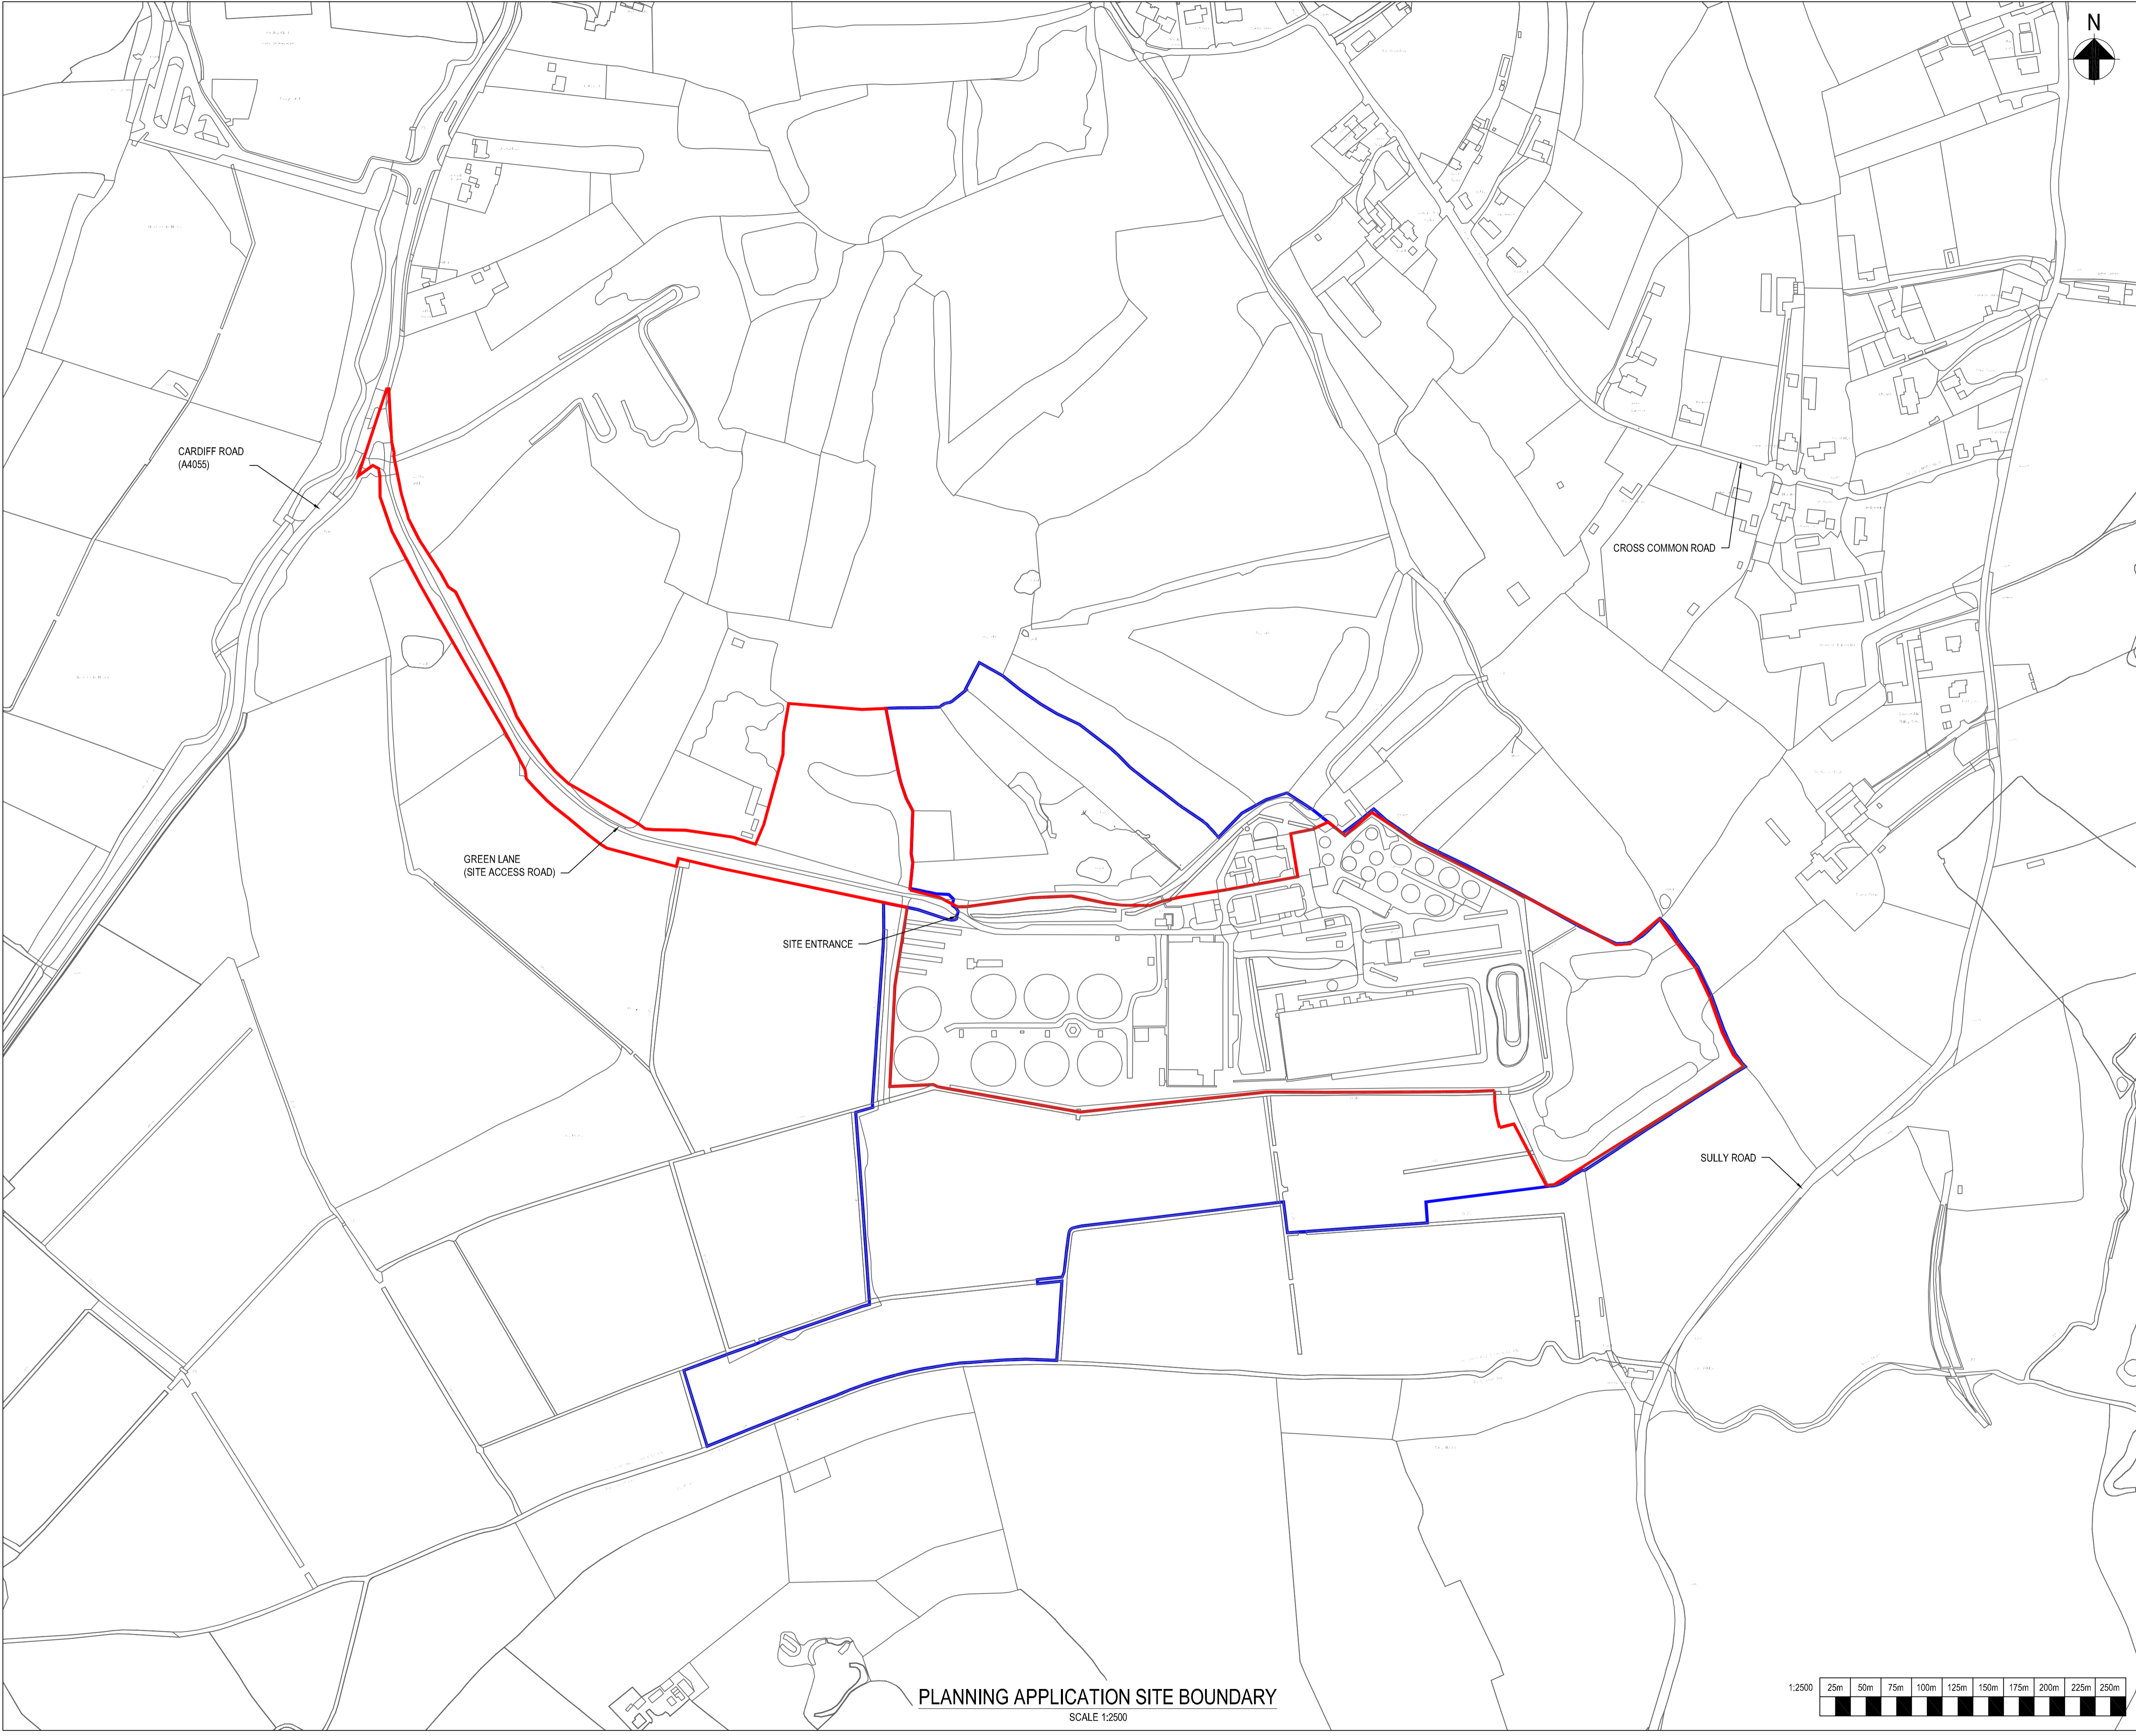 N
CARDIFF ROAD
(A4055)
CROSS COMMON ROAD
GREEN LANE
(SITE ACCESS ROAD)
SITE ENTRANCE
SULLY ROAD
PLANNING APPLICATION SITE BOUNDARY
SCALE 1:2500
1:2500 25m 50m 75m 100m 125m 150m 175m 200m 225m 250m